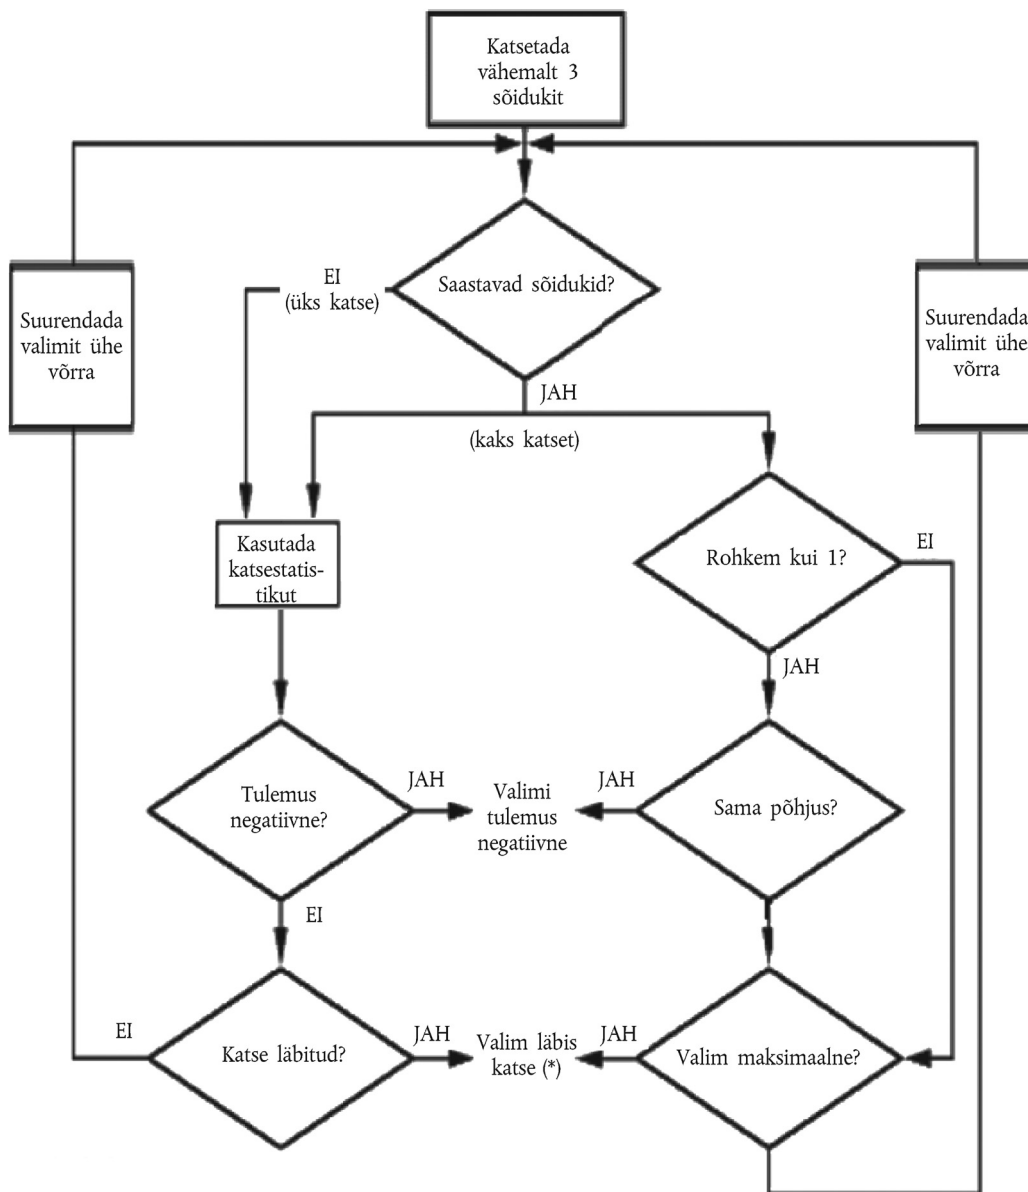 Katsetada
vähemalt 3
sõidukit
EI
(üks katse)
Saastavad sõidukid?
Suurendada
valimit ühe
võrra
Suurendada
valimit ühe
võrra
JAH
(kaks katset)
Kasutada
katsestatis-
tikut
Rohkem kui 1?
EI
JAH
Tulemus
negatiivne?
JAH
Valimi
tulemus
negatiivne
JAH
Sama põhjus?
EI
EI
Katse läbitud?
JAH
Valim läbis
katse (*)
JAH
Valim maksimaalne?